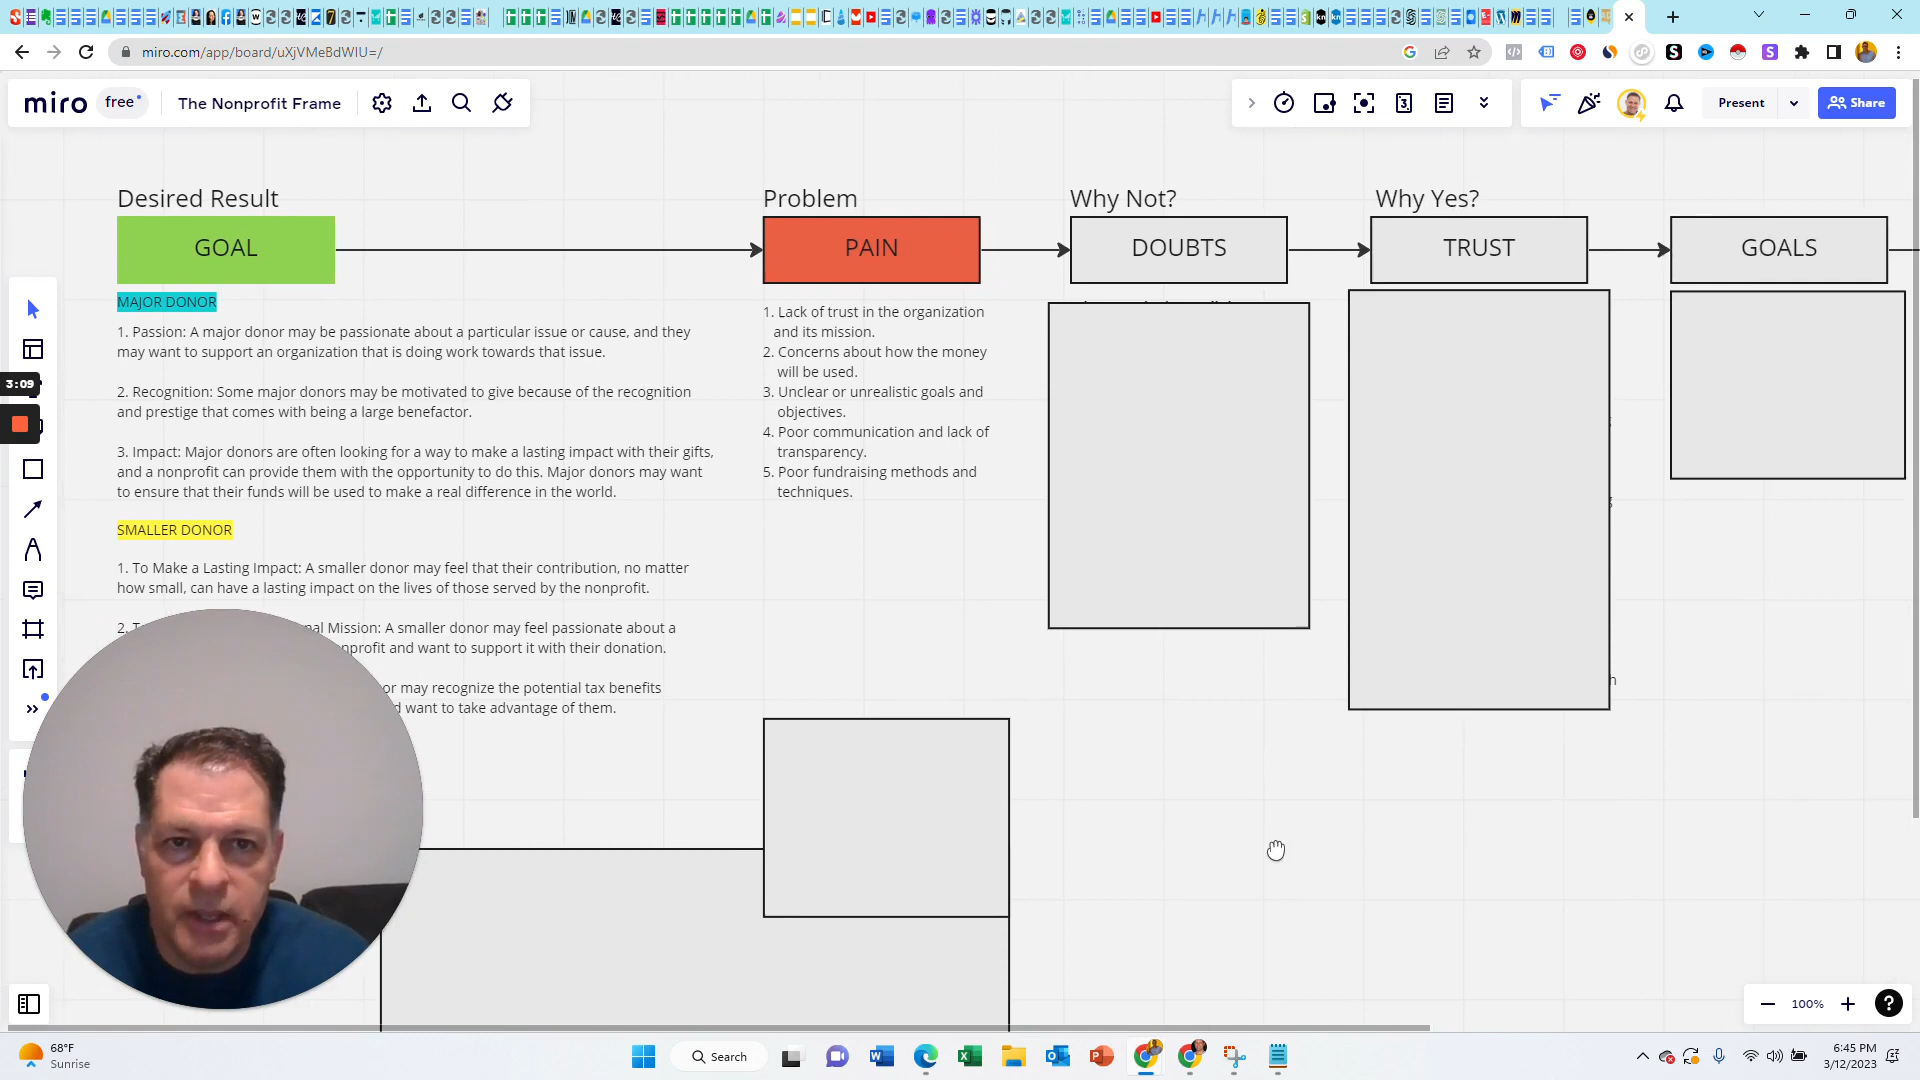 miro.com/app/board/uXjVMeBdWIU=/
miro free The Nonprofit Frame
Present
Share
Desired Result
Problem
Why Not?
Why Yes?
GOAL
PAIN
DOUBTS
TRUST
GOALS
MAJOR DONOR
1. Passion: A major donor may be passionate about a particular issue or cause, and they
may want to support an organization that is doing work towards that issue.
2. Recognition: Some major donors may be motivated to give because of the recognition
and prestige that comes with being a large benefactor.
3. Impact: Major donors are often looking for a way to make a lasting impact with their gifts,
and a nonprofit can provide them with the opportunity to do this. Major donors may want
to ensure that their funds will be used to make a real difference in the world.
SMALLER DONOR
1. To Make a Lasting Impact: A smaller donor may feel that their contribution, no matter
how small, can have a lasting impact on the lives of those served by the nonprofit.
2. Mission: A smaller donor may feel passionate about a
and want to support it with their donation.
may recognize the potential tax benefits
want to take advantage of them.
1. Lack of trust in the organization
and its mission.
2. Concerns about how the money
will be used.
3. Unclear or unrealistic goals and
objectives.
4. Poor communication and lack of
transparency.
5. Poor fundraising methods and
techniques.
3:09
100%
68°F
Sunrise
Search
6:45 PM
3/12/2023